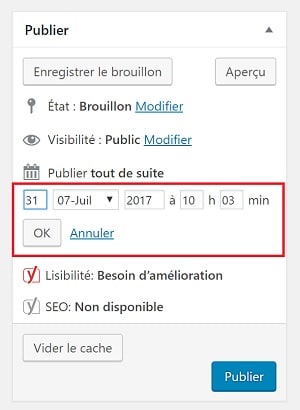 Publier
Enregistrer le brouillon Aperçu
État : Brouillon Modifier
Visibilité : Public Modifier
Publier tout de suite
31 07-Juil 2017 à 10 h 03 min
OK Annuler
Lisibilité: Besoin d’amélioration
SEO: Non disponible
Vider le cache
Publier